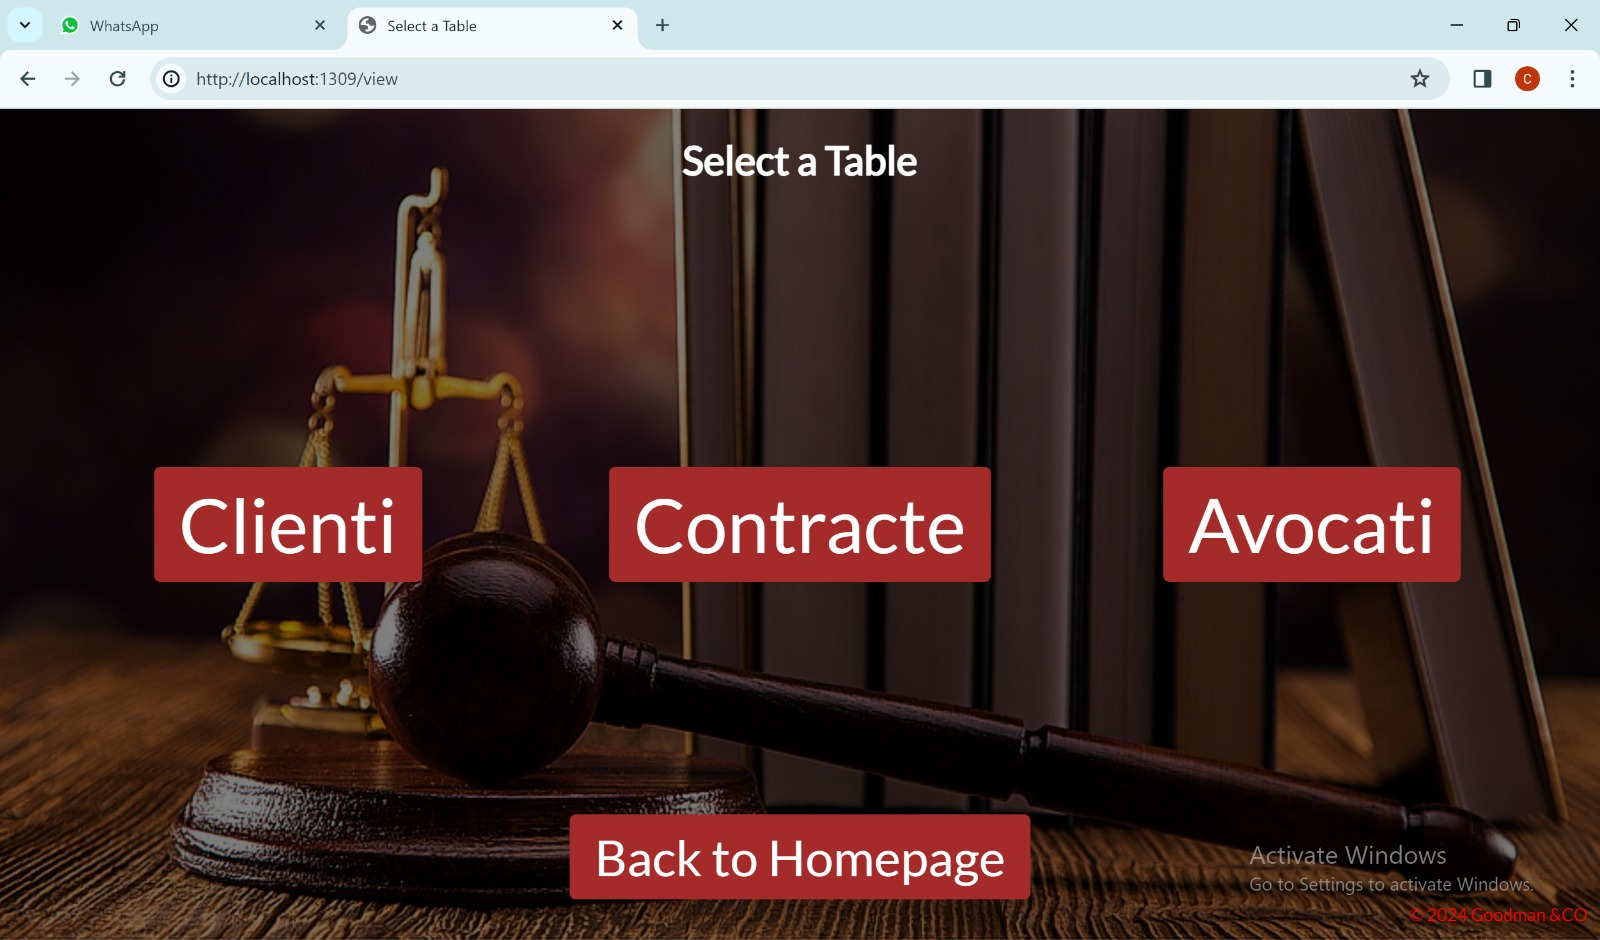 WhatsApp
Select a Table
http://localhost:1309/view
C
Select a Table
Clienti
Contracte
Avocati
Back to Homepage
Activate Windows
Go to Settings to activate Windows.
© 2024 Goodman &CO